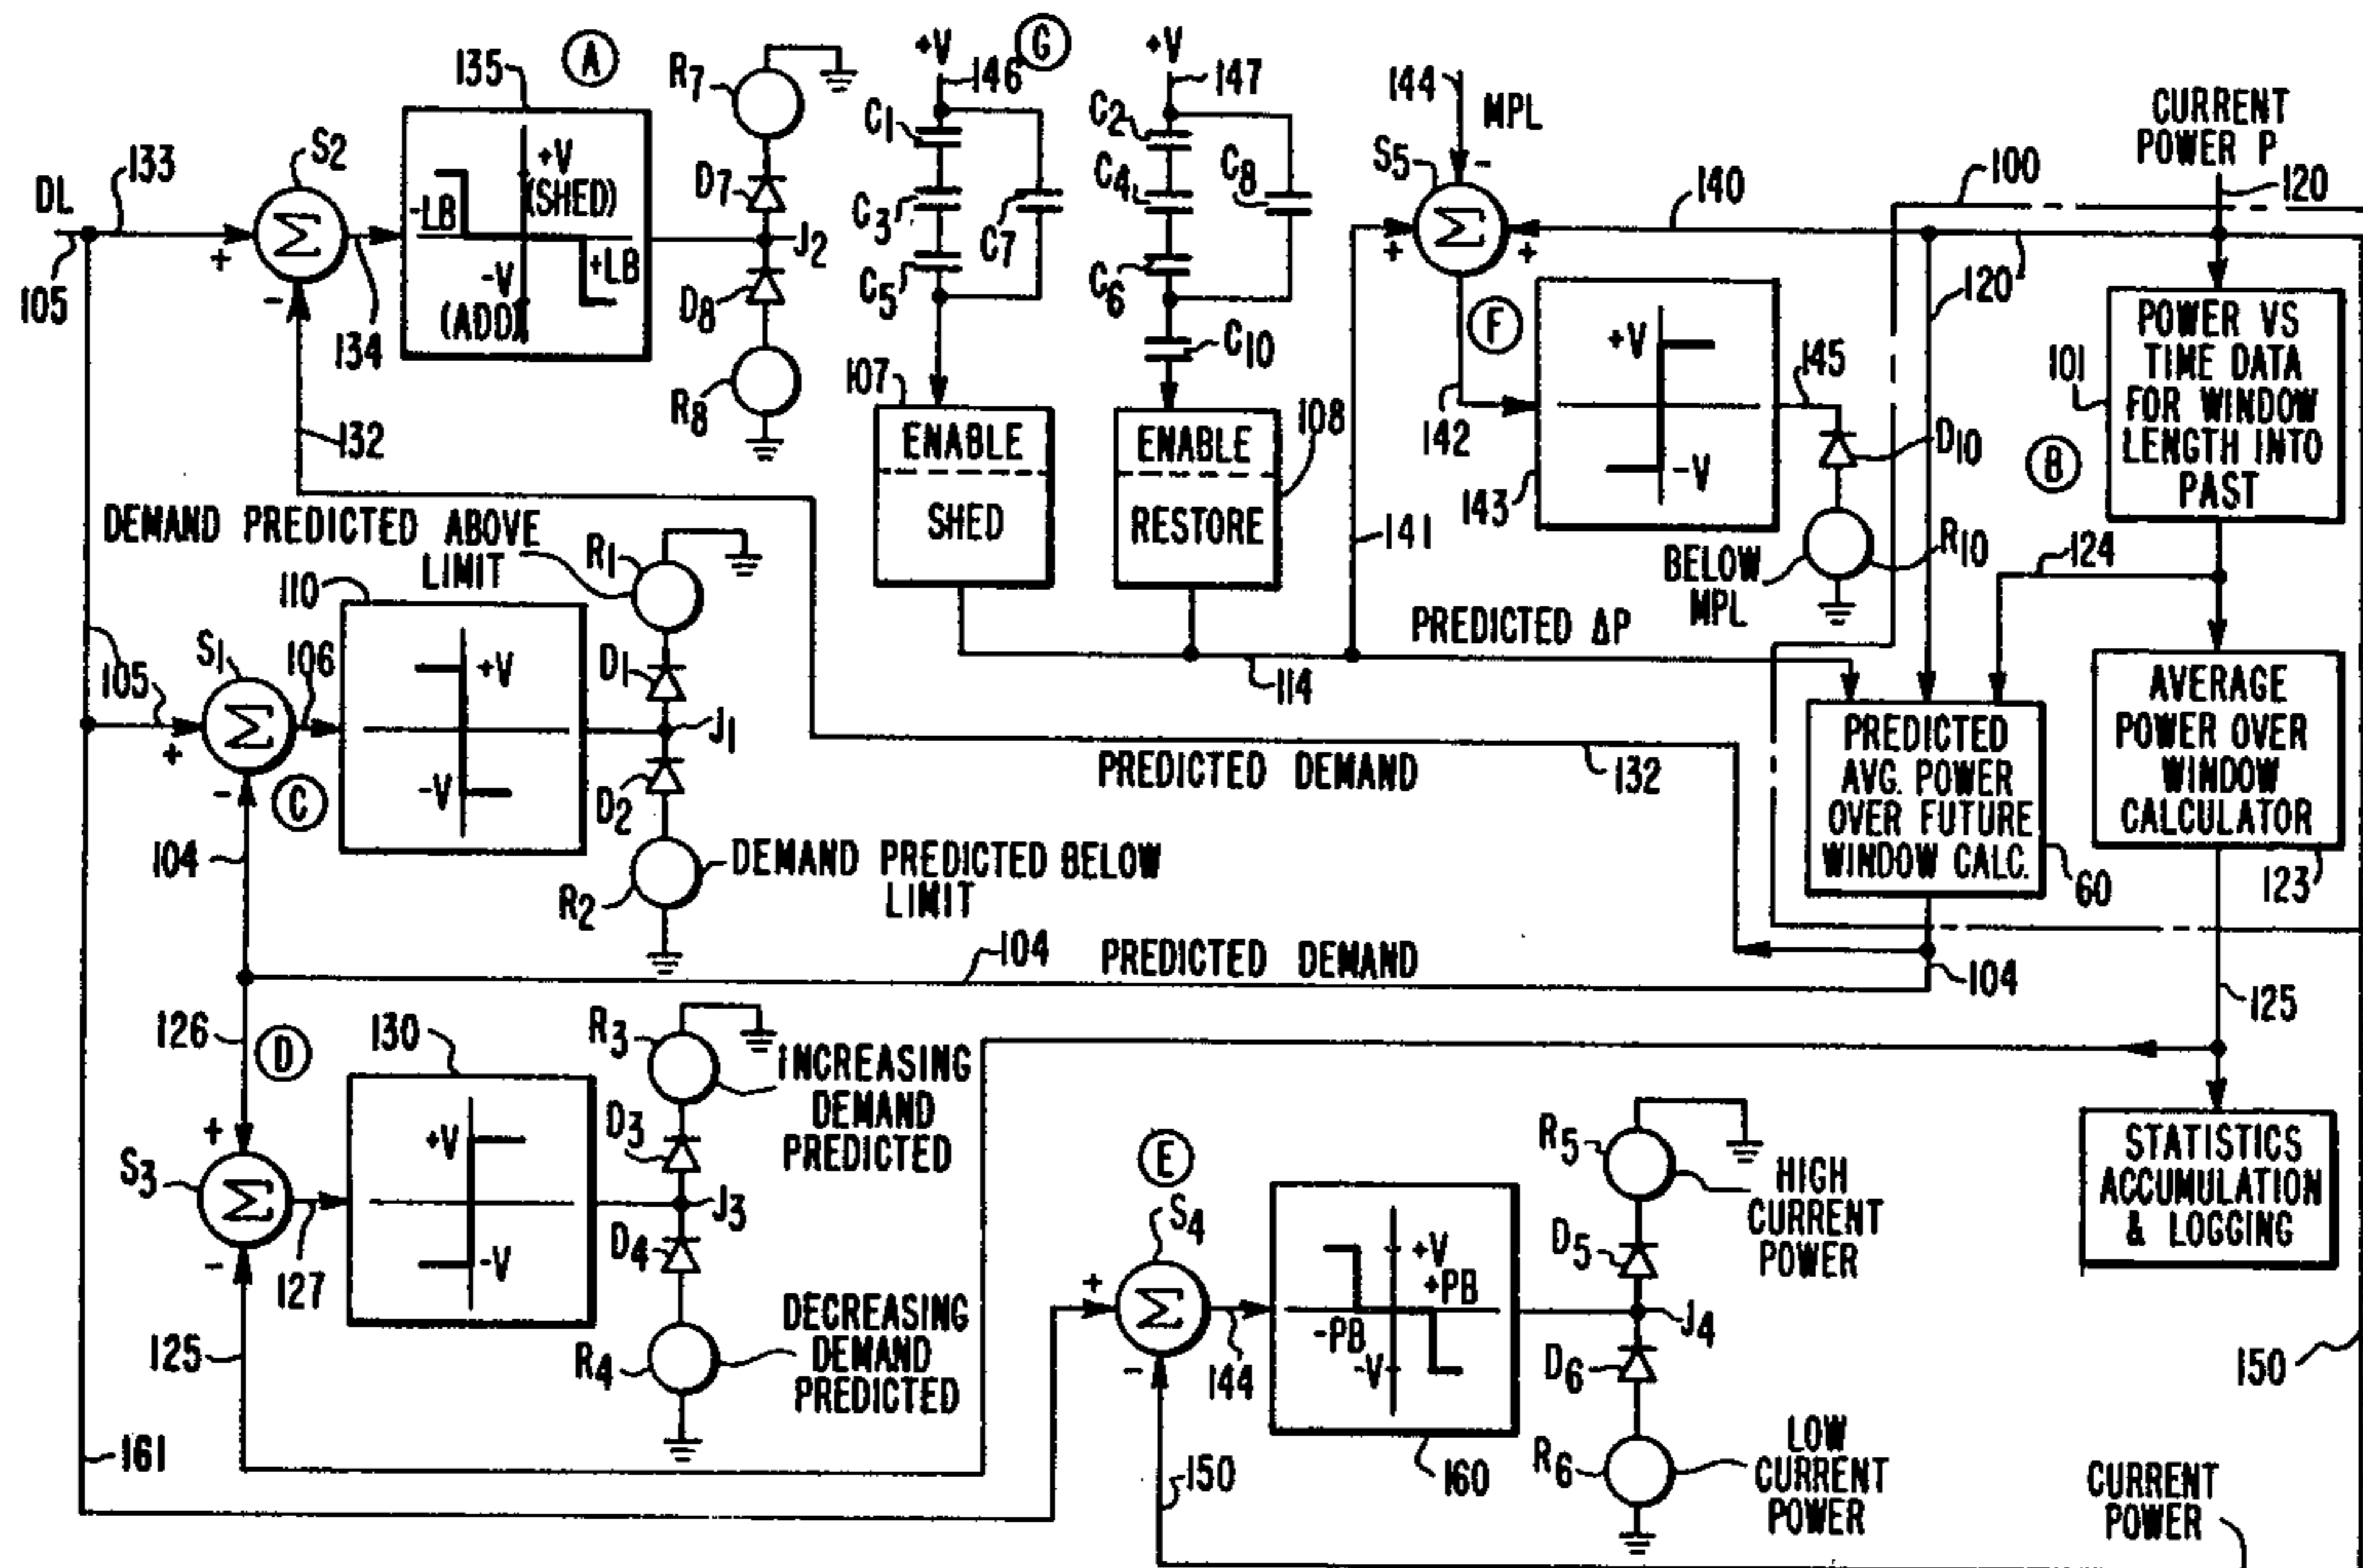 A
G
135
R7
+V
146
+V
147
144
MPL
CURRENT
POWER P
133
S2
DL
105
+
-
134
132
+V
(SHED)
-LB
+LB
-V
(ADD)
D7
J2
D8
R8
C1
C3
C5
C7
C2
C4
C6
C8
C10
107
ENABLE
SHED
108
ENABLE
RESTORE
S5
-
+
+
140
100
120
120
F
142
141
143
+V
-V
145
D10
R10
BELOW
MPL
101
B
POWER VS
TIME DATA
FOR WINDOW
LENGTH INTO
PAST
124
DEMAND PREDICTED ABOVE
LIMIT
R1
110
S1
105
+
-
106
C
104
+V
-V
D1
J1
D2
R2
DEMAND PREDICTED BELOW
LIMIT
PREDICTED ΔP
114
PREDICTED DEMAND
132
PREDICTED
AVG. POWER
OVER FUTURE
WINDOW CALC.
60
AVERAGE
POWER OVER
WINDOW
CALCULATOR
123
104
PREDICTED DEMAND
104
125
126
D
130
R3
INCREASING
DEMAND
PREDICTED
+
S3
-
127
125
+V
-V
D3
J3
D4
R4
DECREASING
DEMAND
PREDICTED
161
E
S4
+
-
144
150
+V
+PB
-PB
-V
160
R5
HIGH
CURRENT
POWER
D5
J4
D6
R6
LOW
CURRENT
POWER
STATISTICS
ACCUMULATION
& LOGGING
150
CURRENT
POWER